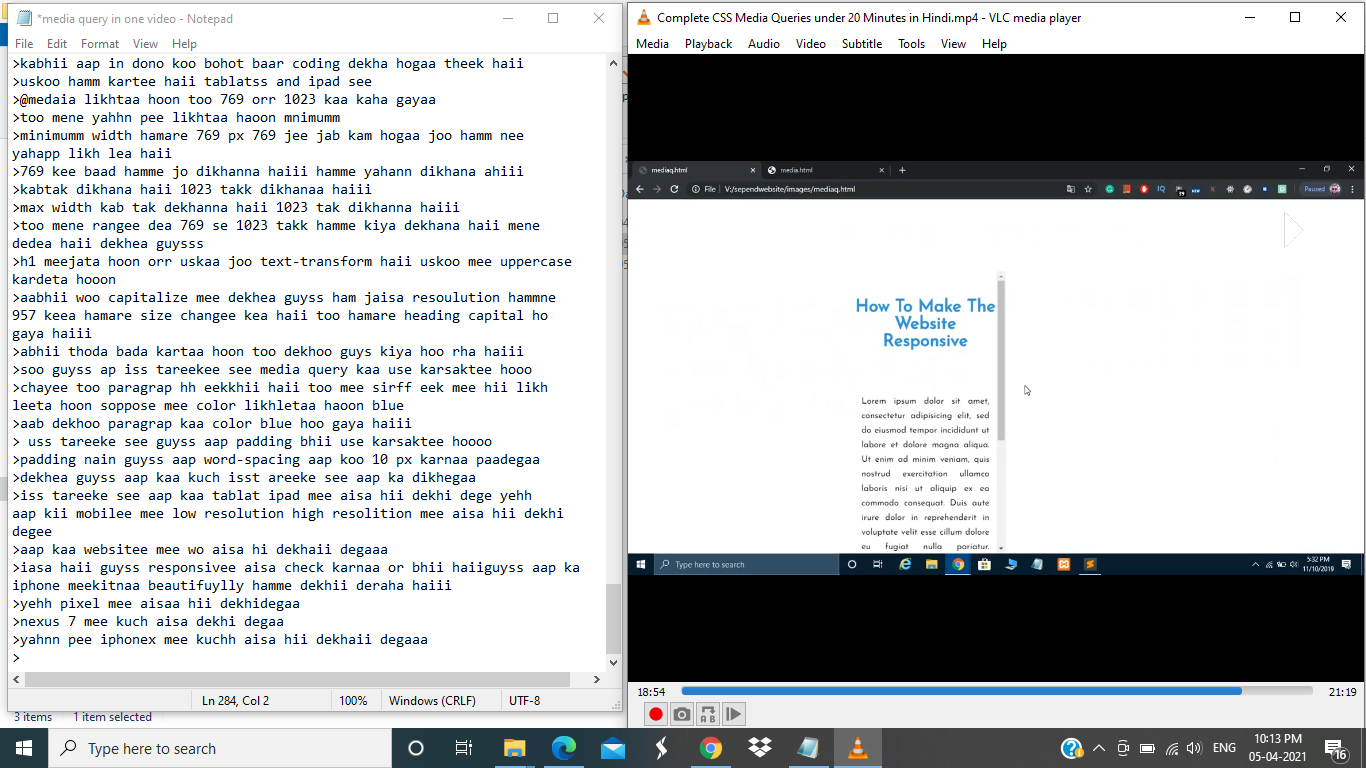 *media query in one video - Notepad
File Edit Format View Help
>kabhii aap in dono koo bohot baar coding dekha hogaa theek haii
>uskoo hamm kartee haii tablatss and ipad see
>@medaia likhtaa hoon too 769 orr 1023 kaa kaha gayaa
>too mene yahhn pee likhtaa haoon mnimumm
>minimumm width hamare 769 px 769 jee jab kam hogaa joo hamm nee
yahapp likh lea haii
>769 kee baad hamme jo dikhanna haiii hamme yahann dikhana ahiii
>kabtak dikhana haii 1023 takk dikhanaa haiii
>max width kab tak dekhanna haii 1023 tak dikhanna haiii
>too mene rangee dea 769 se 1023 takk hamme kiya dekhana haii mene
dedea haii dekhea guysss
>h1 meejata hoon orr uskaa joo text-transform haii uskoo mee uppercase
kardeta hooon
>aabhii woo capitalize mee dekhea guyss ham jaisa resoulution hammne
957 keea hamare size changee kea haii too hamare heading capital ho
gaya haiii
>abhii thoda bada kartaa hoon too dekhoo guys kiya hoo rha haiii
>soo guyss ap iss tareekee see media query kaa use karsaktee hooo
>chayee too paragrap hh eekkhii haii too mee sirff eek mee hii likh
leeta hoon soppose mee color likhletaa haoon blue
>aab dekhoo paragrap kaa color blue hoo gaya haiii
> uss tareeke see guyss aap padding bhii use karsaktee hoooo
>padding nain guyss aap word-spacing aap koo 10 px karnaa paadegaa
>dekhea guyss aap kaa kuch isst areeke see aap ka dikhegaa
>iss tareeke see aap kaa tablat ipad mee aisa hii dekhi dege yehh
aap kii mobilee mee low resolution high resolition mee aisa hii dekhi
degee
>aap kaa websitee mee wo aisa hi dekhaii degaaa
>iasa haii guyss responsivee aisa check karnaa or bhii haiiguyss aap ka
iphone meekitnaa beautifuylly hamme dekhii deraha haiii
>yehh pixel mee aisaa hii dekhidegaa
>nexus 7 mee kuch aisa dekhi degaa
>yahnn pee iphonex mee kuchh aisa hii dekhaii degaaa
>
Ln 284, Col 2 100% Windows (CRLF) UTF-8
3 items 1 item selected
Complete CSS Media Queries under 20 Minutes in Hindi.mp4 - VLC media player
Media Playback Audio Video Subtitle Tools View Help
mediaq.html media.html
File V:/sependwebsite/images/mediaq.html Paused
How To Make The
Website
Responsive
Lorem ipsum dolor sit amet,
consectetur adipisicing elit, sed
do eiusmod tempor incididunt ut
labore et dolore magna aliqua.
Ut enim ad minim veniam, quis
nostrud exercitation ullamco
laboris nisi ut aliquip ex ea
commodo consequat. Duis aute
irure dolor in reprehenderit in
voluptate velit esse cillum dolore
eu fugiat nulla pariatur.
Type here to search
5:32 PM
11/10/2019
18:54 21:19
A B
Type here to search
ENG
10:13 PM
05-04-2021
16